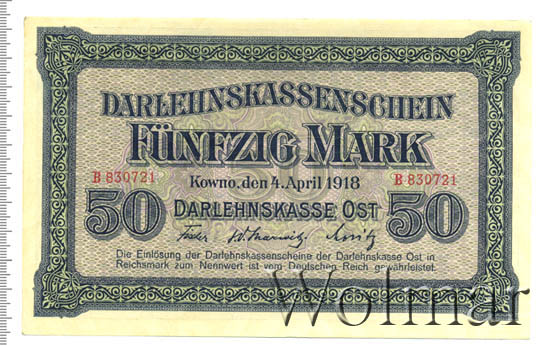 DARLEHNSKASSENSCHEIN
FÜNFZIG MARK
B 830721 B 830721
Kowno, den 4. April 1918
50 DARLEHNSKASSE OST 50
Die Einlösung der Darlehnskassenscheine der Darlehnskasse Ost in
Reichsmark zum Nennwert ist vom Deutschen Reich gewährleistet.
Wolmar